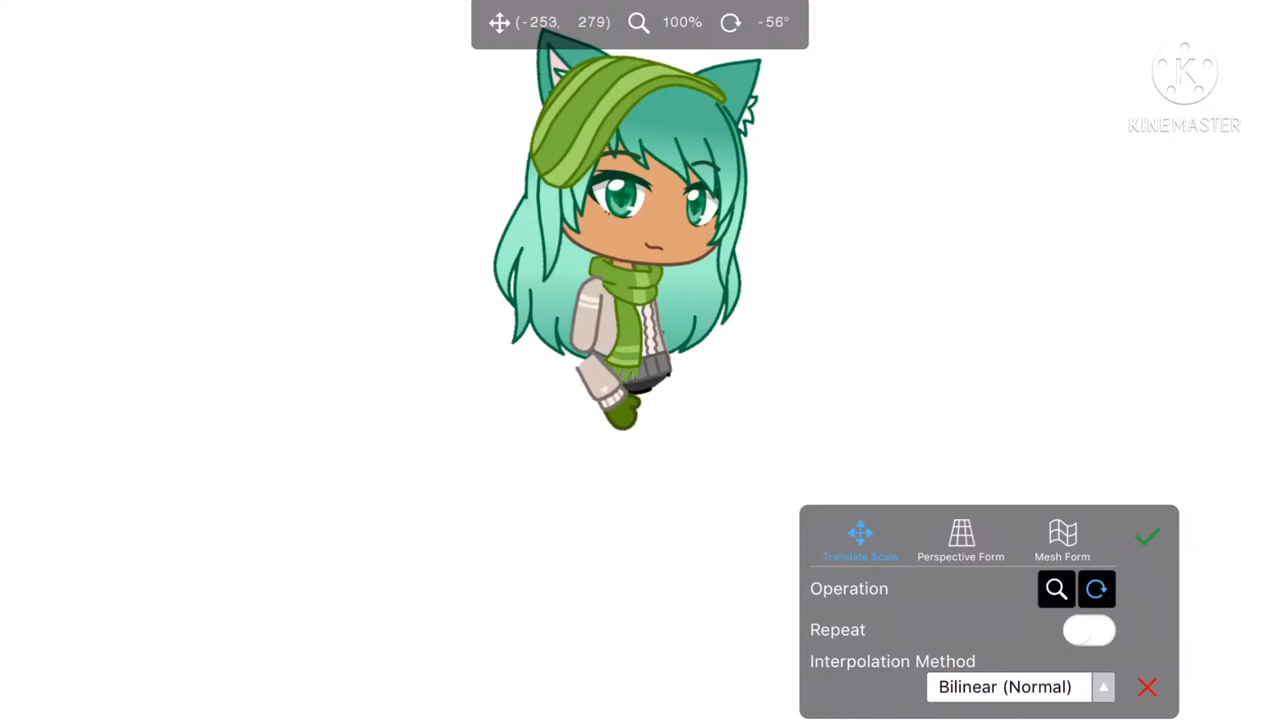 (-253, 279) 100% -56°
KINEMASTER
Translate Scale Perspective Form Mesh Form
Operation
Repeat
Interpolation Method
Bilinear (Normal)